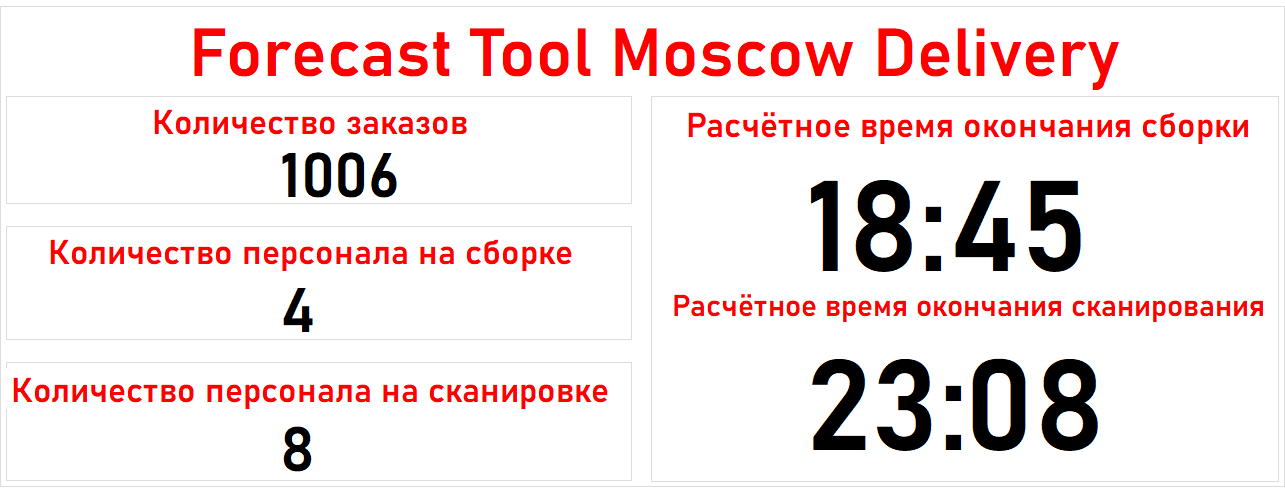 Forecast Tool Moscow Delivery
Количество заказов
1006
Количество персонала на сборке
4
Количество персонала на сканировке
8
Расчётное время окончания сборки
18:45
Расчётное время окончания сканирования
23:08